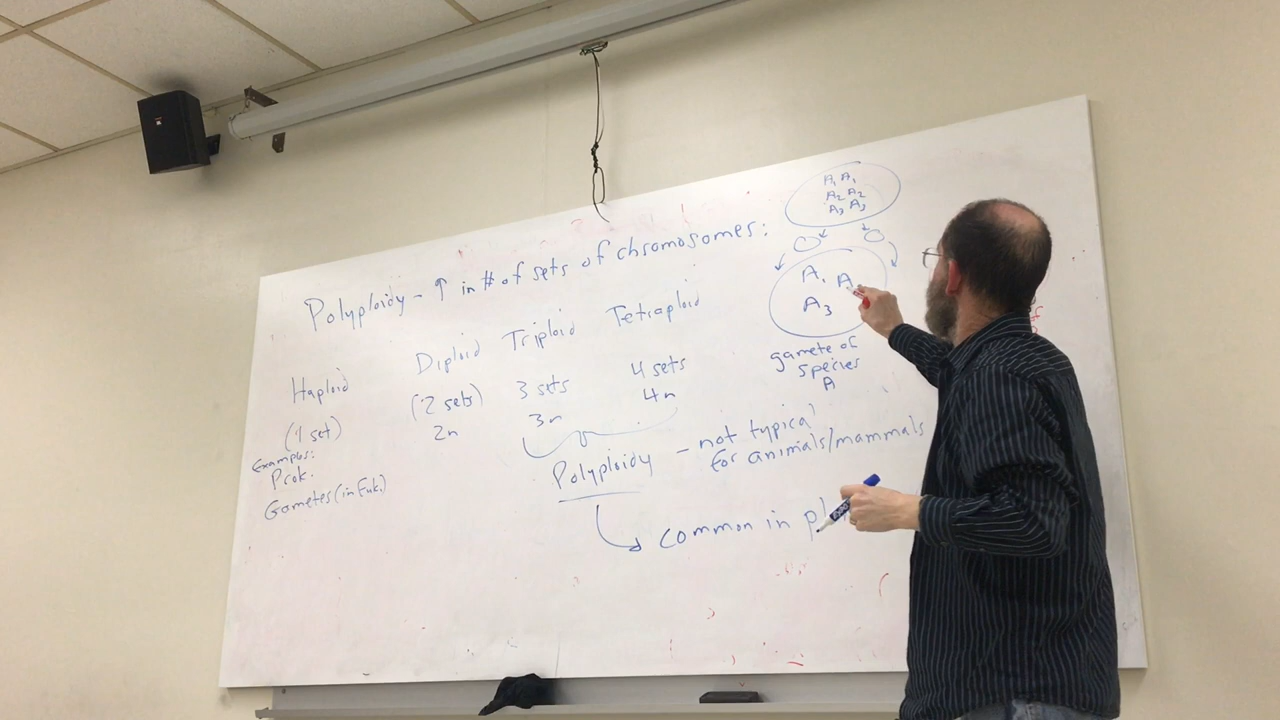 Polyploidy - ↑ in # of sets of chromosomes:
Haploid
(1 set)
Examples:
Prok.
Gametes (in Euk.)
Diploid
(2 sets)
2n
Triploid
3 sets
3n
Tetraploid
4 sets
4n
Polyploidy - not typical
for animals/mammals
common in pl
A₁ A₁
A₂ A₂
A₃ A₃
A₁ A
A₃
gamete of
species
A